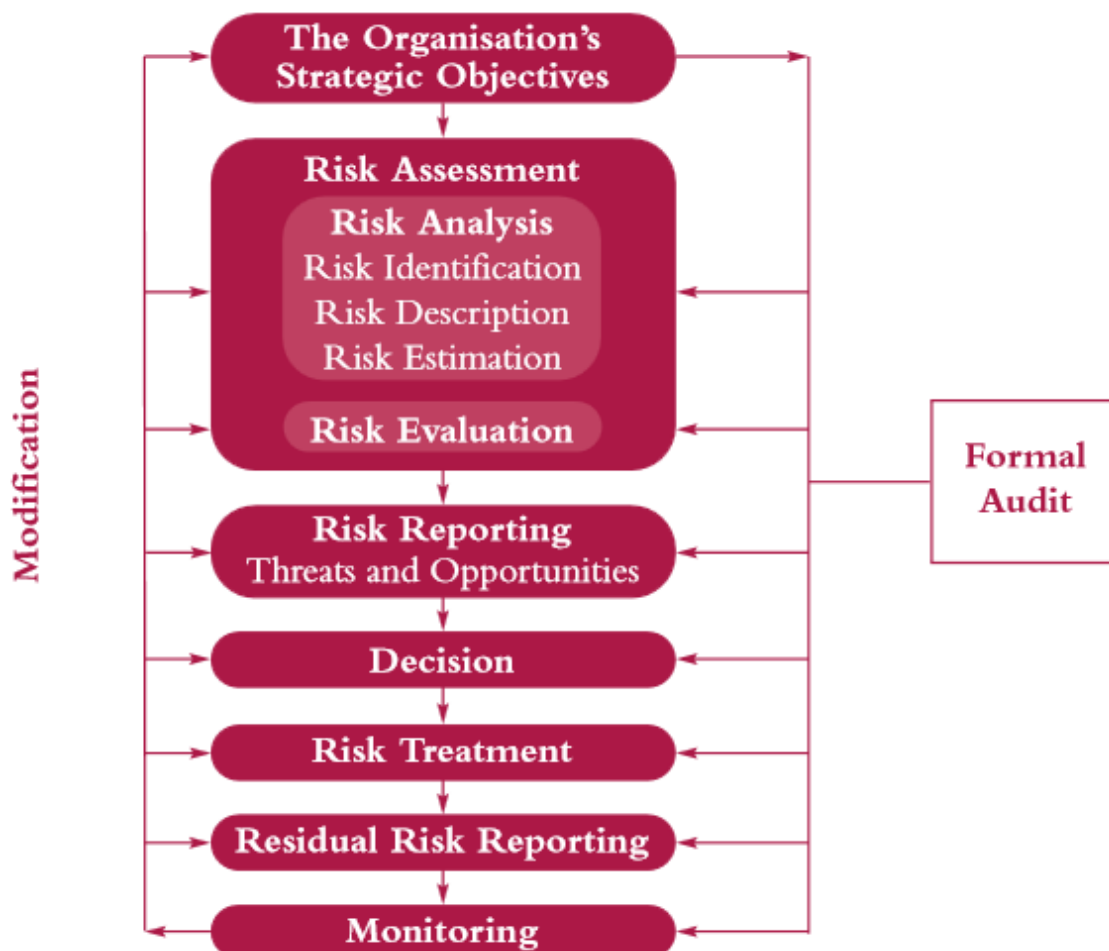 The Organisation's
Strategic Objectives
Risk Assessment
Risk Analysis
Risk Identification
Risk Description
Risk Estimation
Risk Evaluation
Modification
Formal
Audit
Risk Reporting
Threats and Opportunities
Decision
Risk Treatment
Residual Risk Reporting
Monitoring